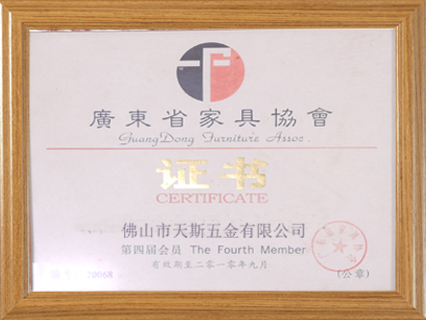 廣東省家具協會
GuangDong Furniture Assoc.
证书
CERTIFICATE
佛山市天斯五金有限公司
第四届会员 The Fourth Member
有效期至二零一零年九月
(公章)